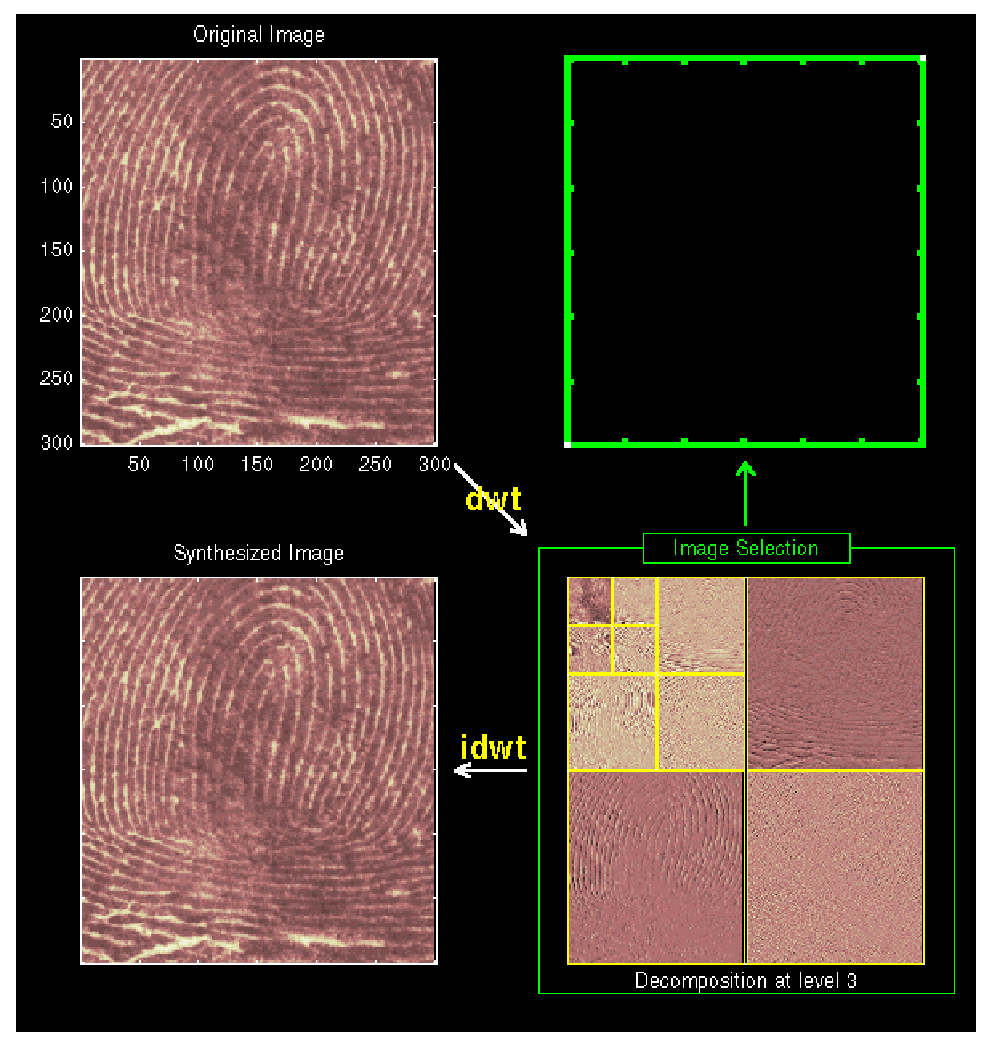 Original Image
50
100
150
200
250
300
50 100 150 200 250 300
dwt
Synthesized Image
Image Selection
idwt
Decomposition at level 3